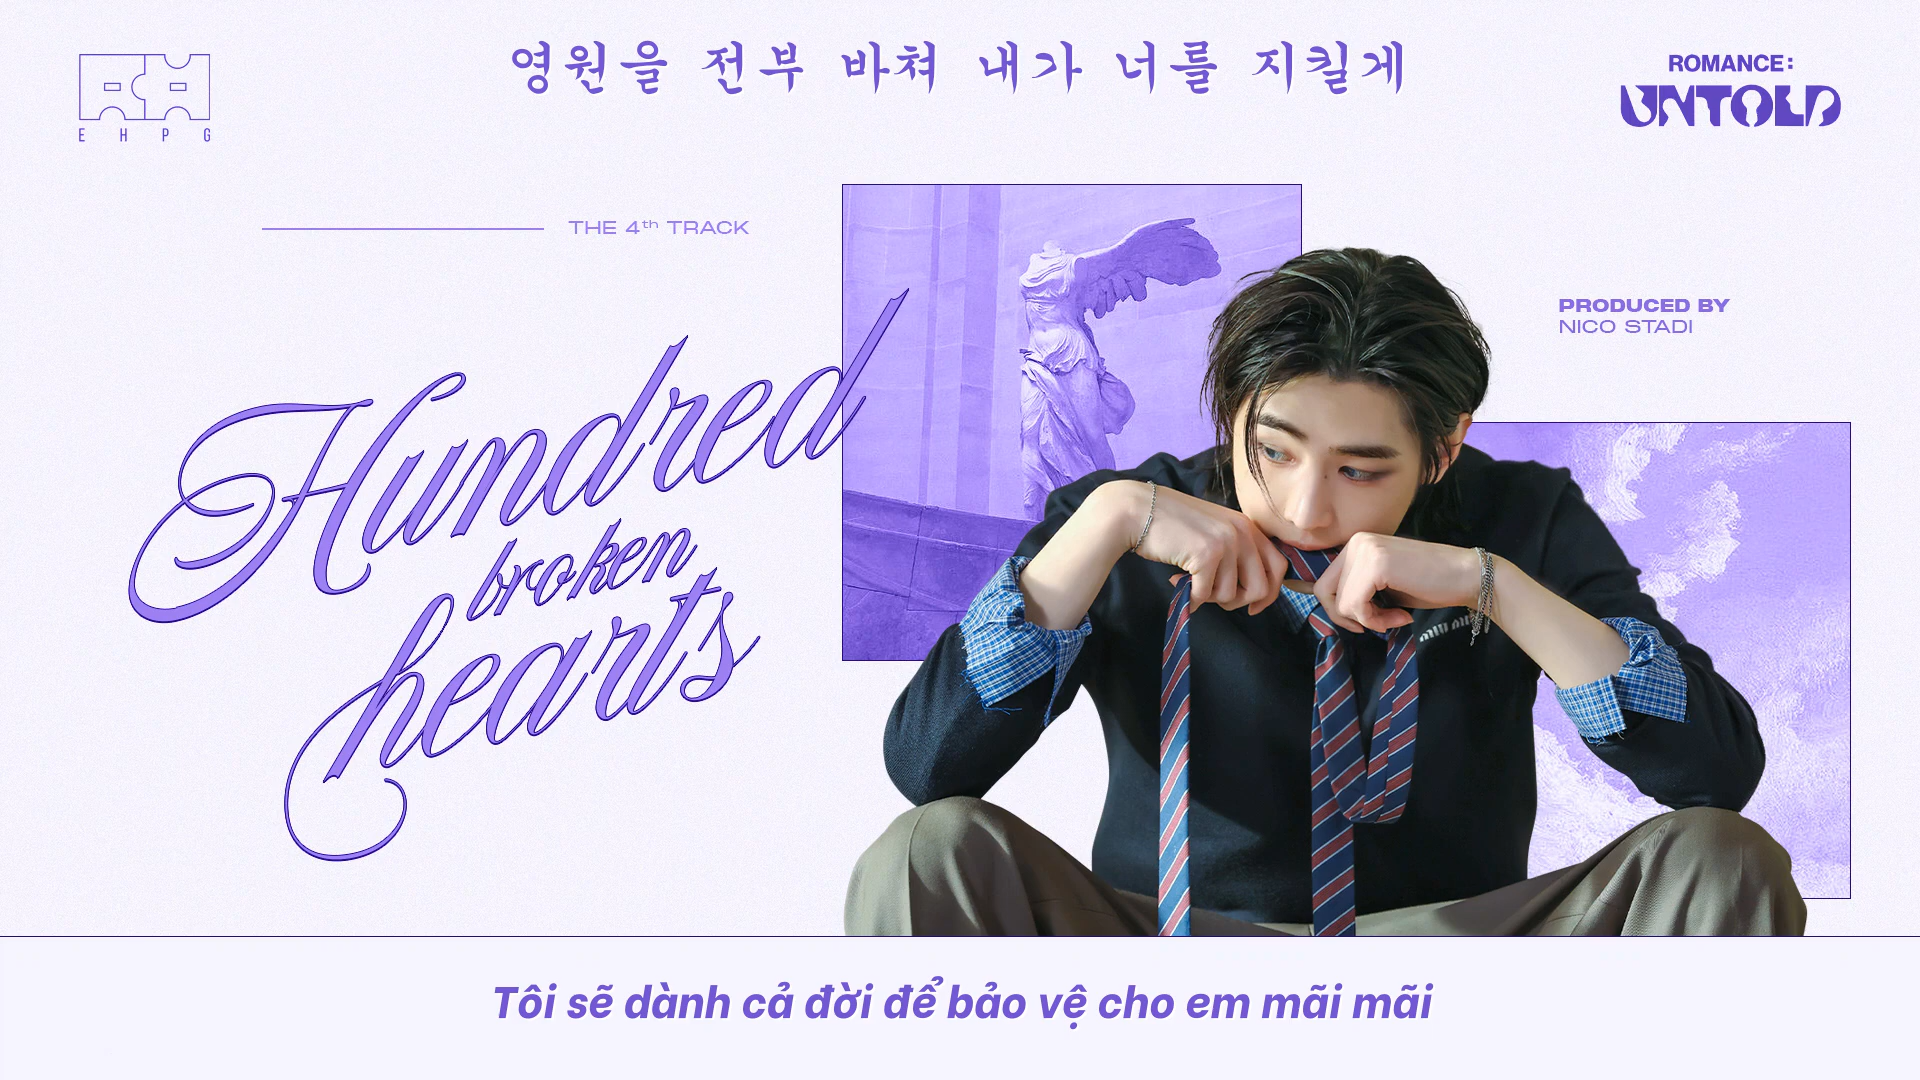 영원을 전부 바쳐 내가 너를 지킬게
EHPG
ROMANCE:
UNTOLD
THE 4th TRACK
PRODUCED BY
NICO STADI
Hundred
broken
hearts
miu miu
Tôi sẽ dành cả đời để bảo vệ cho em mãi mãi